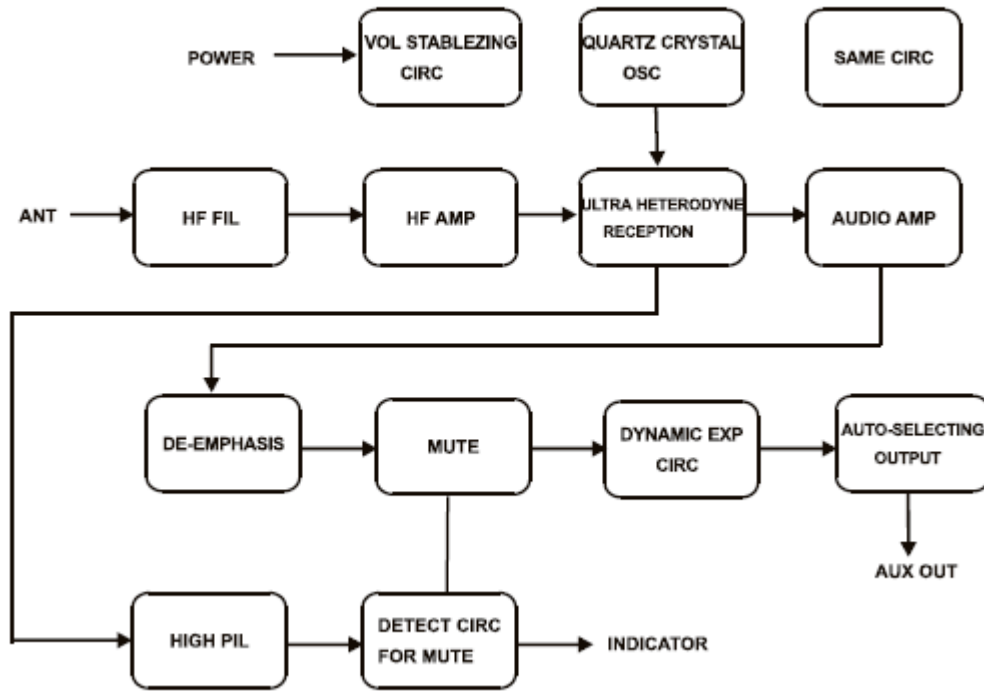 POWER
VOL STABLEZING
CIRC
QUARTZ CRYSTAL
OSC
SAME CIRC
ANT
HF FIL
HF AMP
ULTRA HETERODYNE
RECEPTION
AUDIO AMP
DE-EMPHASIS
MUTE
DYNAMIC EXP
CIRC
AUTO-SELECTING
OUTPUT
AUX OUT
HIGH PIL
DETECT CIRC
FOR MUTE
INDICATOR